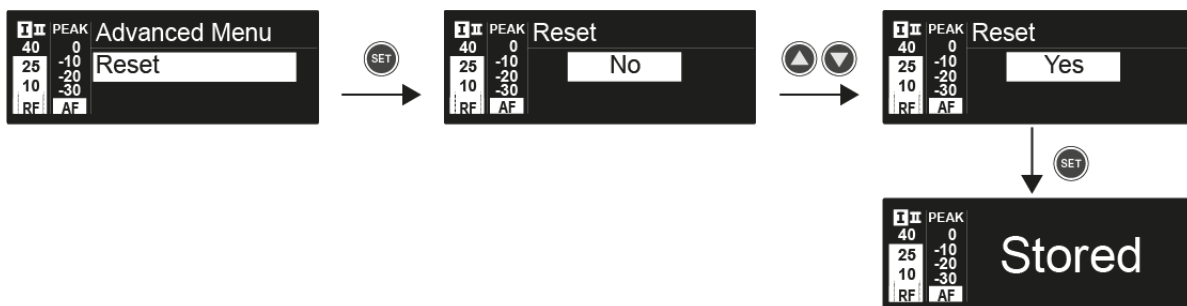 I II PEAK Advanced Menu
40 0
25 -10 Reset
-20
10 -30
RF AF
SET
I II PEAK Reset
40 0
25 -10 No
-20
10 -30
RF AF
I II PEAK Reset
40 0
25 -10 Yes
-20
10 -30
RF AF
SET
I II PEAK
40 0
25 -10 Stored
-20
10 -30
RF AF